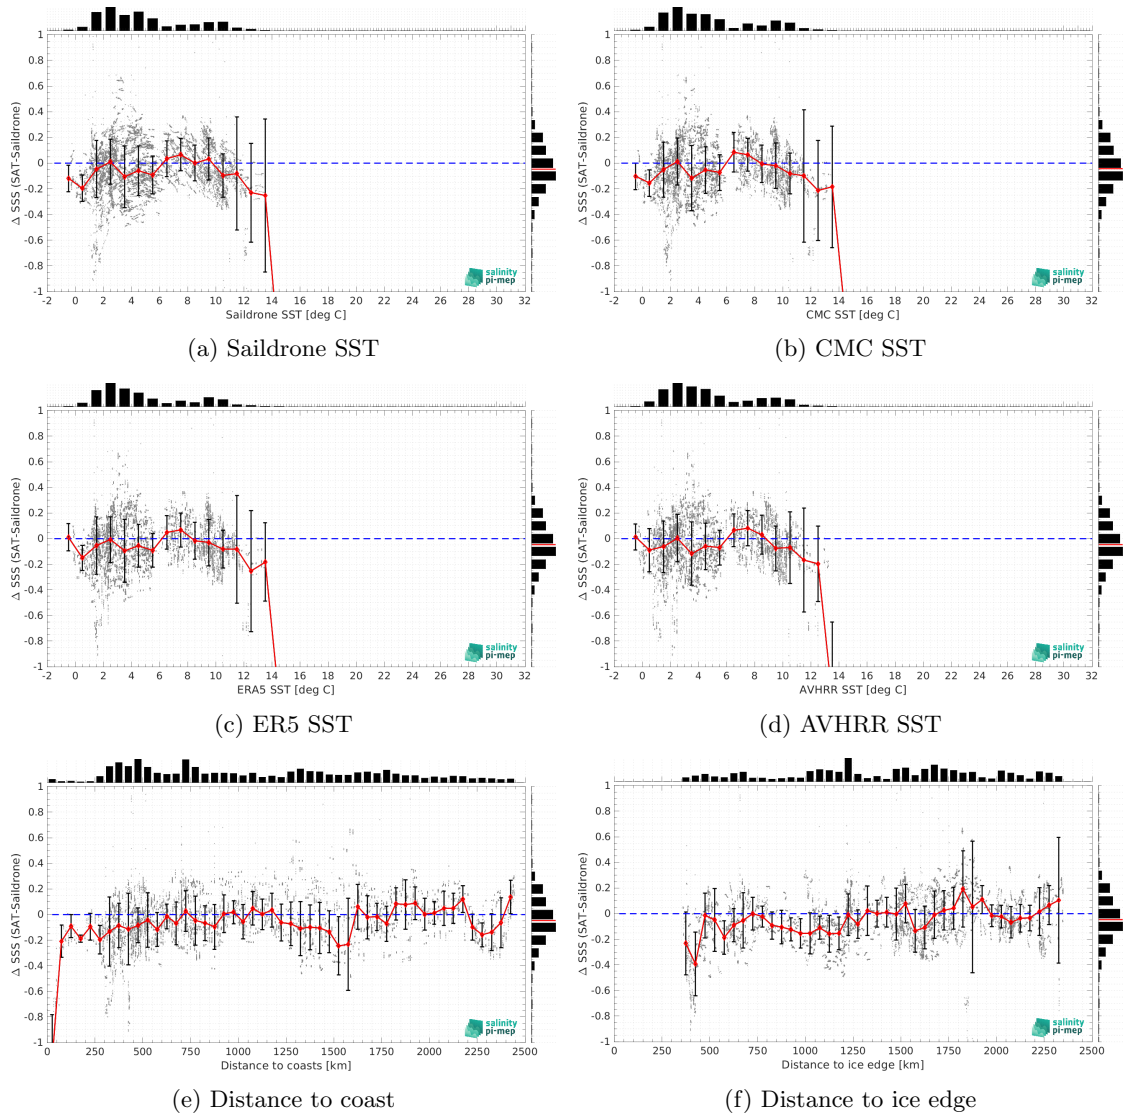 1
0.8
0.6
0.4
0.2
0
-0.2
-0.4
-0.6
-0.8
-1
Δ SSS (SAT-Saildrone)
salinity
pi-mep
-2 0 2 4 6 8 10 12 14 16 18 20 22 24 26 28 30 32
Saildrone SST [deg C]
(a) Saildrone SST
1
0.8
0.6
0.4
0.2
0
-0.2
-0.4
-0.6
-0.8
-1
Δ SSS (SAT-Saildrone)
salinity
pi-mep
-2 0 2 4 6 8 10 12 14 16 18 20 22 24 26 28 30 32
CMC SST [deg C]
(b) CMC SST
1
0.8
0.6
0.4
0.2
0
-0.2
-0.4
-0.6
-0.8
-1
Δ SSS (SAT-Saildrone)
salinity
pi-mep
-2 0 2 4 6 8 10 12 14 16 18 20 22 24 26 28 30 32
ERA5 SST [deg C]
(c) ER5 SST
1
0.8
0.6
0.4
0.2
0
-0.2
-0.4
-0.6
-0.8
-1
Δ SSS (SAT-Saildrone)
salinity
pi-mep
-2 0 2 4 6 8 10 12 14 16 18 20 22 24 26 28 30 32
AVHRR SST [deg C]
(d) AVHRR SST
1
0.8
0.6
0.4
0.2
0
-0.2
-0.4
-0.6
-0.8
-1
Δ SSS (SAT-Saildrone)
salinity
pi-mep
0 250 500 750 1000 1250 1500 1750 2000 2250 2500
Distance to coasts [km]
(e) Distance to coast
1
0.8
0.6
0.4
0.2
0
-0.2
-0.4
-0.6
-0.8
-1
Δ SSS (SAT-Saildrone)
salinity
pi-mep
0 250 500 750 1000 1250 1500 1750 2000 2250 2500
Distance to ice edge [km]
(f) Distance to ice edge